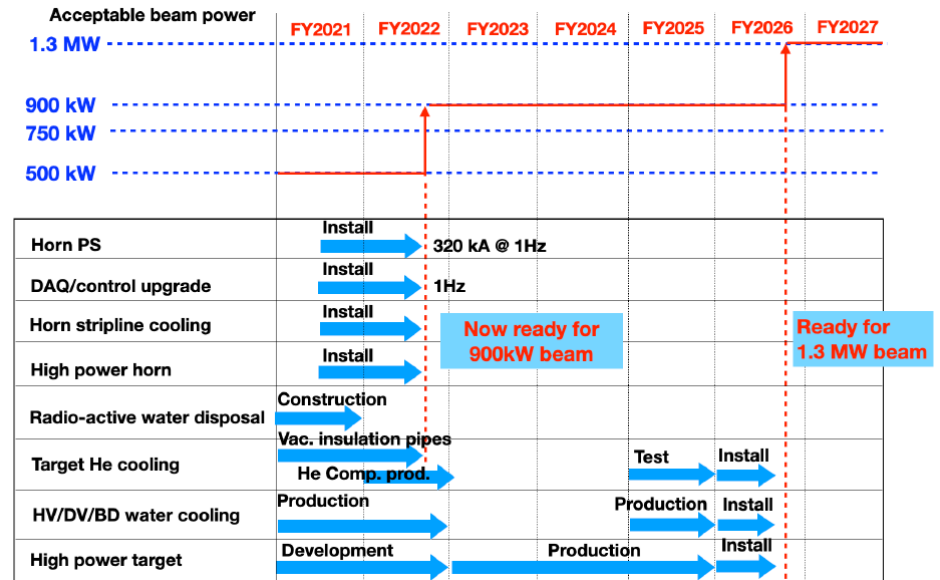 Acceptable beam power
FY2021 FY2022 FY2023 FY2024 FY2025 FY2026 FY2027
1.3 MW
900 kW
750 kW
500 kW
Install
Horn PS 320 kA @ 1Hz
Install
DAQ/control upgrade 1Hz
Install
Horn stripline cooling
Now ready for
900kW beam
Ready for
1.3 MW beam
Install
High power horn
Construction
Radio-active water disposal
Vac. insulation pipes
Target He cooling Test Install
He Comp. prod.
Production Production Install
HV/DV/BD water cooling
Development Production Install
High power target